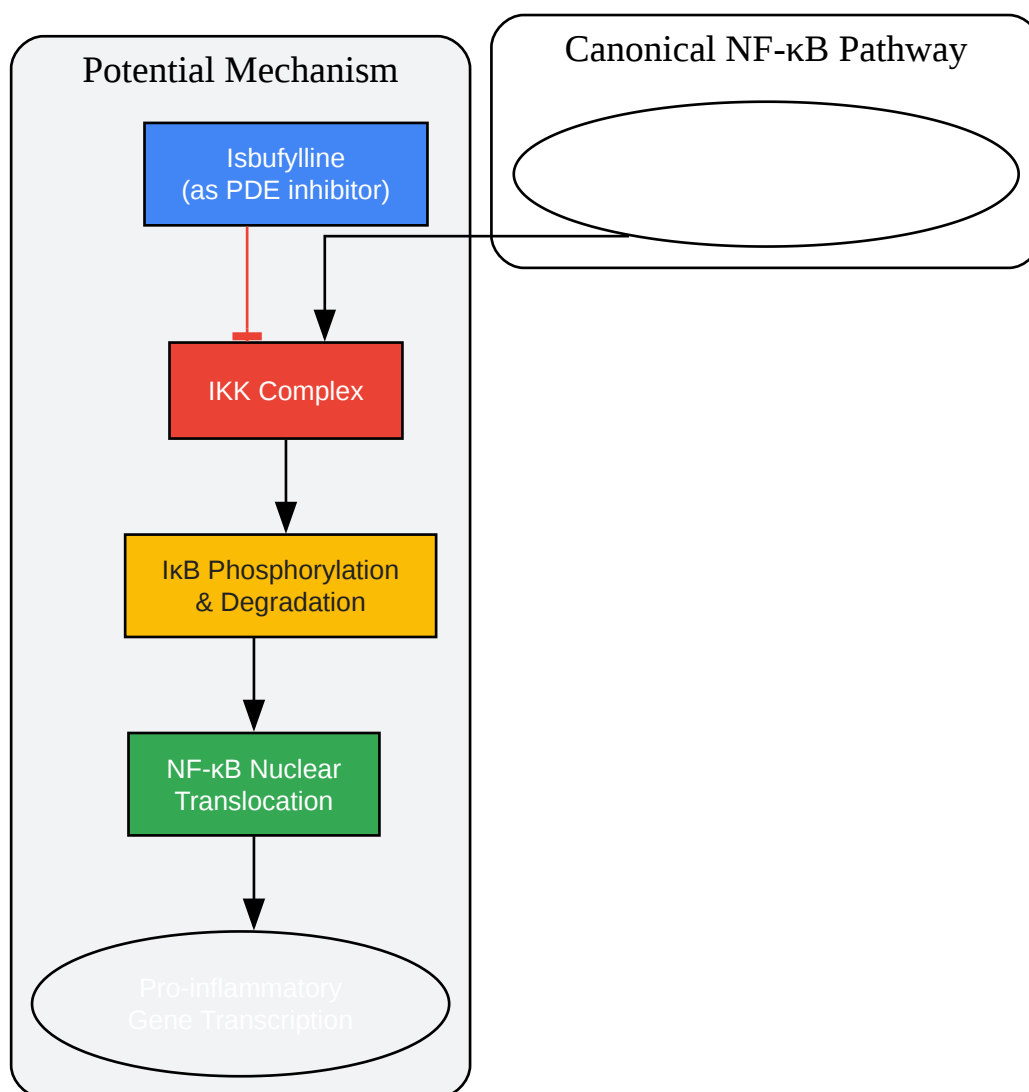 Potential Mechanism
Isbufylline
(as PDE inhibitor)
IKK Complex
IκB Phosphorylation
& Degradation
NF-κB Nuclear
Translocation
Pro-inflammatory
Gene Transcription
Canonical NF-κB Pathway